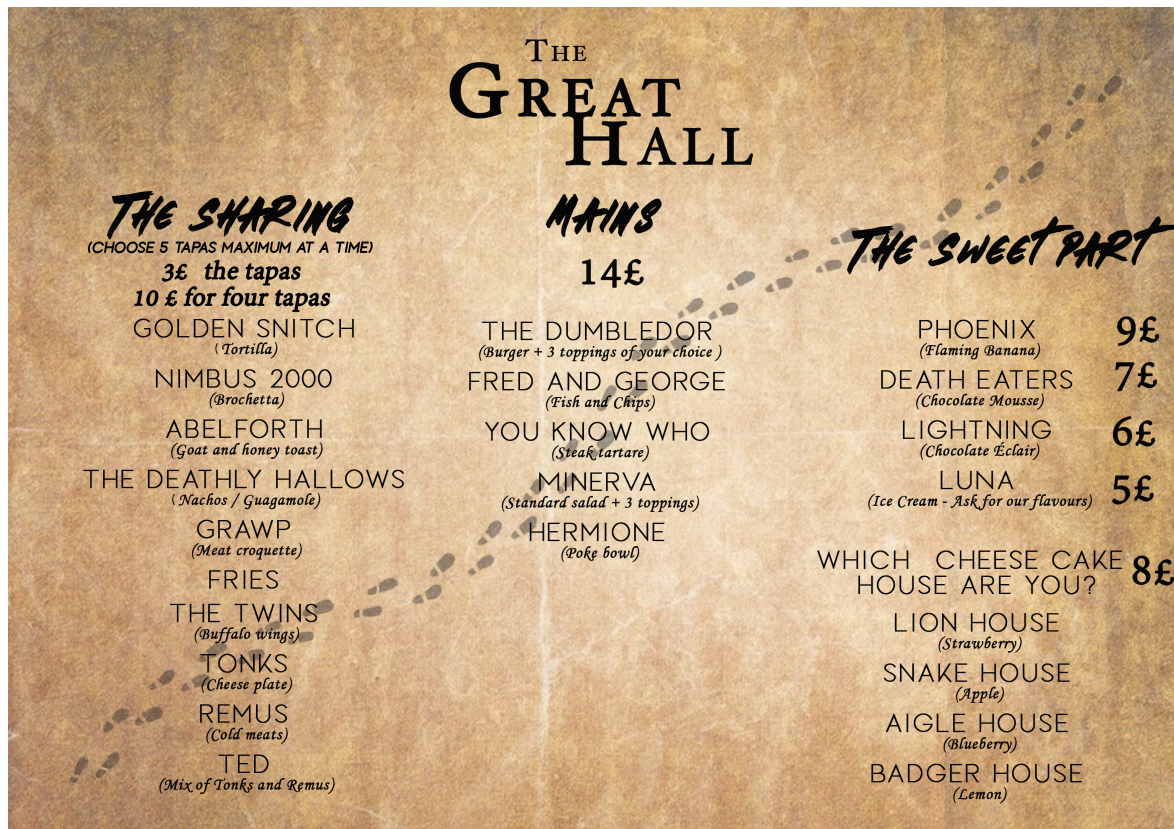 THE
GREAT
HALL
THE SHARING
(CHOOSE 5 TAPAS MAXIMUM AT A TIME)
3£ the tapas
10 £ for four tapas
GOLDEN SNITCH
(Tortilla)
NIMBUS 2000
(Brochetta)
ABELFORTH
(Goat and honey toast)
THE DEATHLY HALLOWS
(Nachos / Guagamole)
GRAWP
(Meat croquette)
FRIES
THE TWINS
(Buffalo wings)
TONKS
(Cheese plate)
REMUS
(Cold meats)
TED
(Mix of Tonks and Remus)
MAINS
14£
THE DUMBLEDOR
(Burger + 3 toppings of your choice )
FRED AND GEORGE
(Fish and Chips)
YOU KNOW WHO
(Steak tartare)
MINERVA
(Standard salad + 3 toppings)
HERMIONE
(Poke bowl)
THE SWEET PART
PHOENIX 9£
(Flaming Banana)
DEATH EATERS 7£
(Chocolate Mousse)
LIGHTNING 6£
(Chocolate Éclair)
LUNA 5£
(Ice Cream - Ask for our flavours)
WHICH CHEESE CAKE 8£
HOUSE ARE YOU?
LION HOUSE
(Strawberry)
SNAKE HOUSE
(Apple)
AIGLE HOUSE
(Blueberry)
BADGER HOUSE
(Lemon)